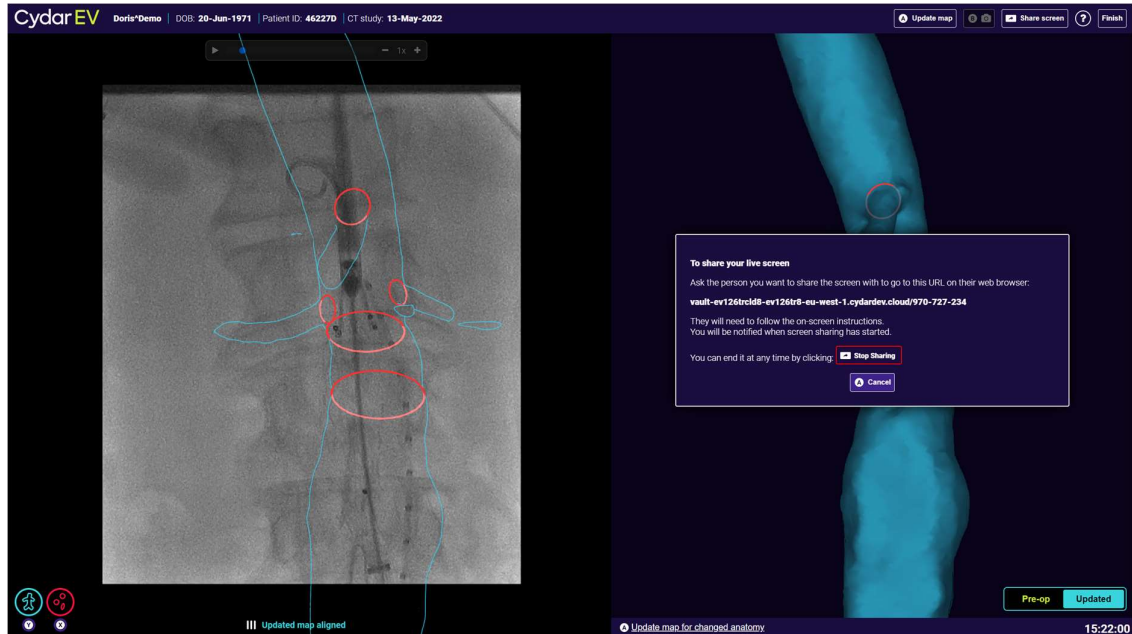 Cydar EV Doris^Demo | DOB: 20-Jun-1971 | Patient ID: 46227D | CT study: 13-May-2022
A Update map
B
Share screen
?
Finish
1x
To share your live screen
Ask the person you want to share the screen with to go to this URL on their web browser:
vault-ev126trcld8-ev126tr8-eu-west-1.cydardev.cloud/970-727-234
They will need to follow the on-screen instructions.
You will be notified when screen sharing has started.
You can end it at any time by clicking: Stop Sharing
A Cancel
Pre-op Updated
Y X
Updated map aligned
A Update map for changed anatomy
15:22:00